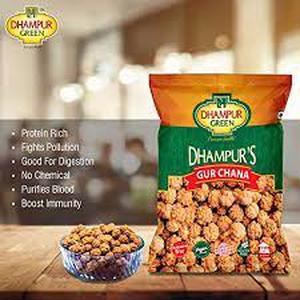 DHAMPUR
GREEN
• Protein Rich
• Fights Pollution
• Good For Digestion
• No Chemical
• Purifies Blood
• Boost Immunity
DHAMPUR
GREEN
DHAMPUR'S
GUR CHANA